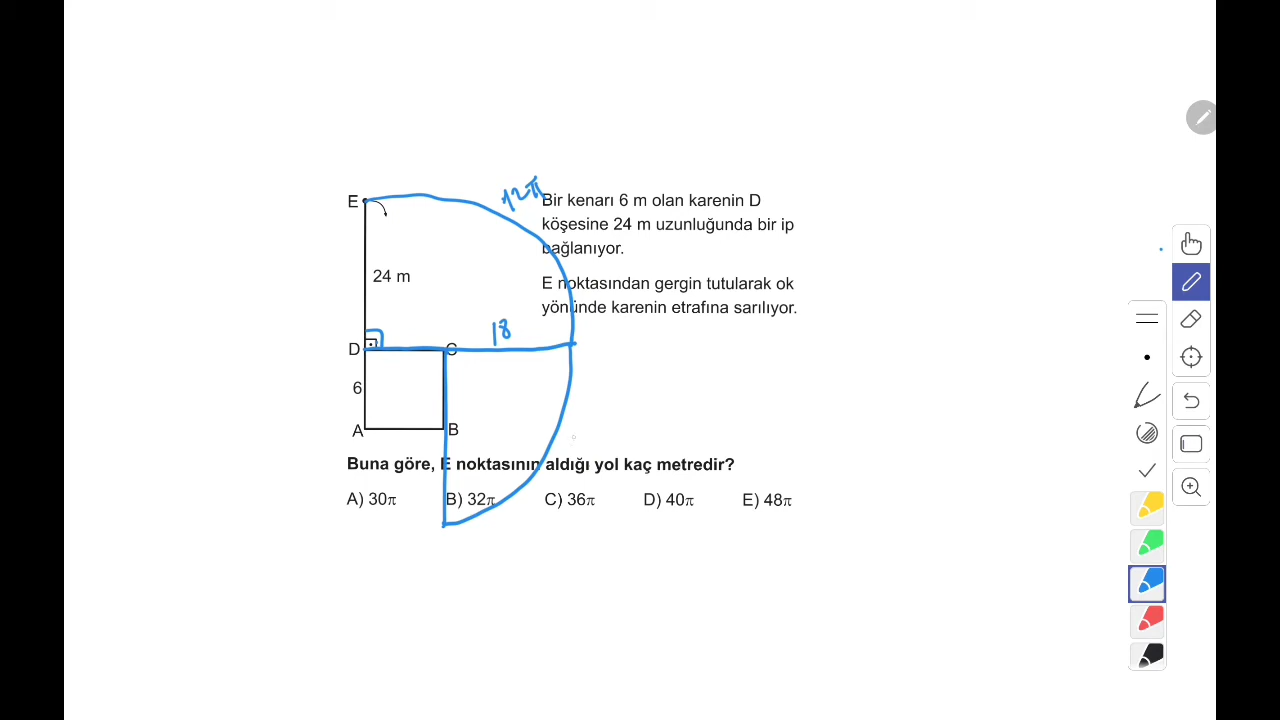 E
12π
Bir kenarı 6 m olan karenin D
köşesine 24 m uzunluğunda bir ip
bağlanıyor.
24 m
E noktasından gergin tutularak ok
yönünde karenin etrafına sarılıyor.
18
D
C
6
A
B
Buna göre, E noktasının aldığı yol kaç metredir?
A) 30π B) 32π C) 36π D) 40π E) 48π